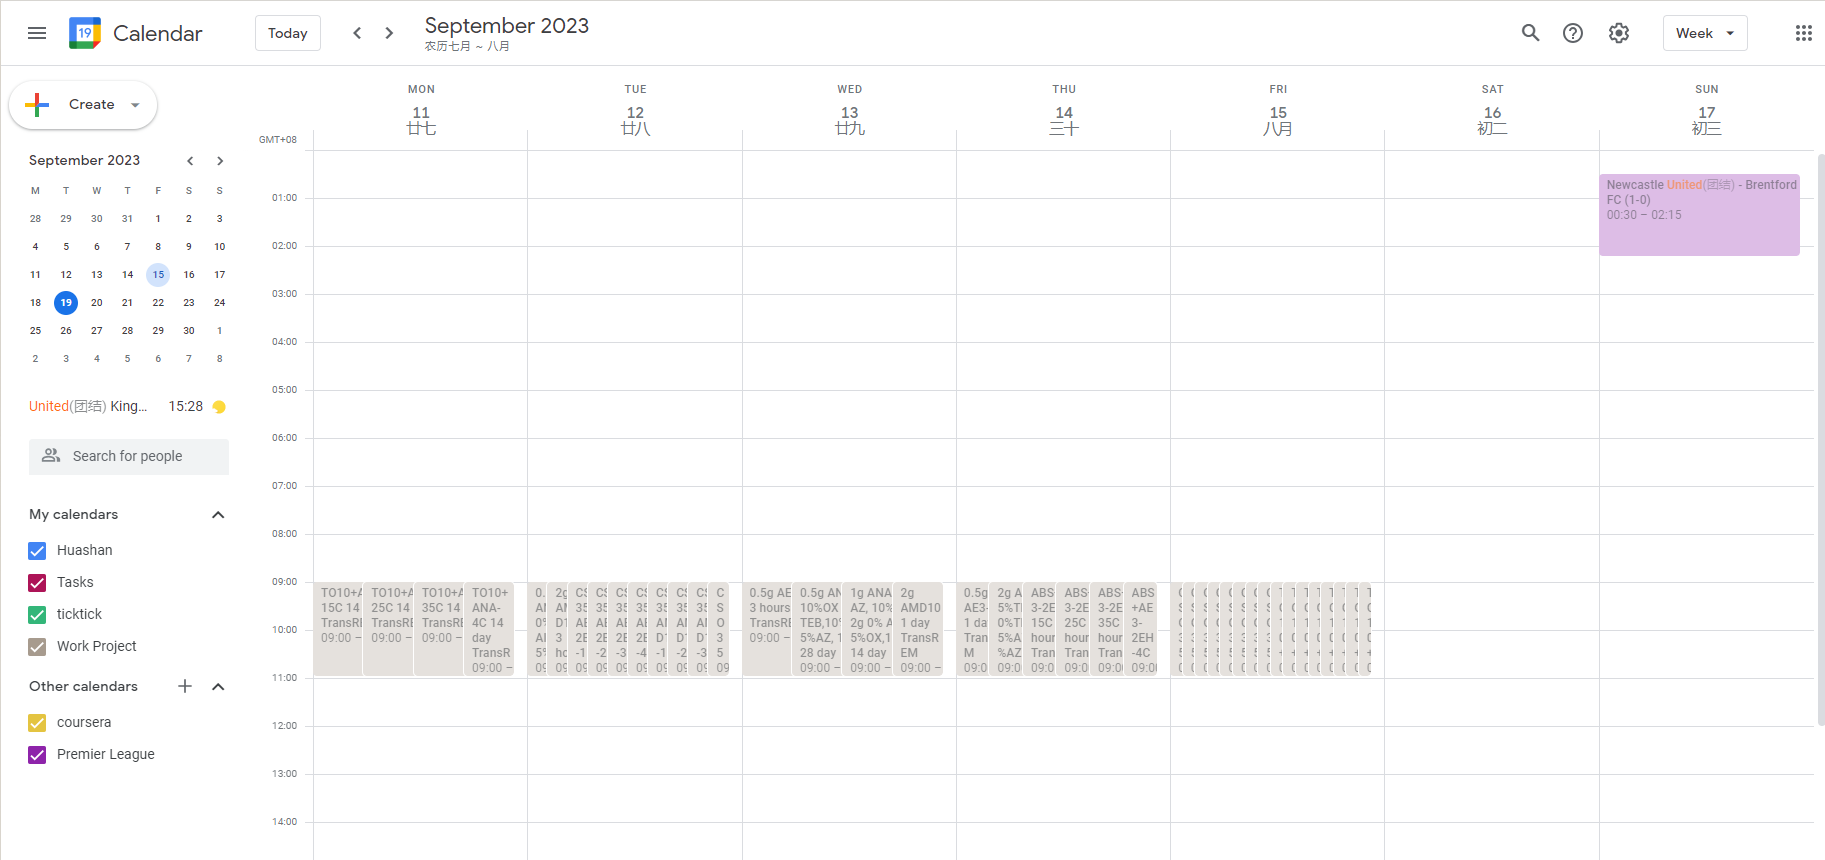 19 Calendar
Today
September 2023
农历七月 ~ 八月
Week
Create
September 2023
M T W T F S S
28 29 30 31 1 2 3
4 5 6 7 8 9 10
11 12 13 14 15 16 17
18 19 20 21 22 23 24
25 26 27 28 29 30 1
2 3 4 5 6 7 8
United(团结) King... 15:28
Search for people
My calendars
Huashan
Tasks
ticktick
Work Project
Other calendars
coursera
Premier League
GMT+08
MON
11
廿七
TUE
12
廿八
WED
13
廿九
THU
14
三十
FRI
15
八月
SAT
16
初二
SUN
17
初三
01:00
02:00
03:00
04:00
05:00
06:00
07:00
08:00
09:00
10:00
11:00
12:00
13:00
14:00
Newcastle United(团结) - Brentford
FC (1-0)
00:30 – 02:15
TO10+A
15C 14
09:00 –
TO10+A
25C 14
09:00 –
TO10+A
35C 14
09:00 –
TO10+
ANA-
4C 14
day
TransR
09:00 –
0.5g AE
3 hours
09:00 –
0.5g AN
10%OX
TEB,10%
5%AZ, 1
28 day
09:00 –
1g ANA
AZ, 10%
2g 0% A
5%OX,1
14 day
09:00 –
2g
AMD10
1 day
TransR
EM
09:00 –
0.5g
AE3-
1 da
Tran
M
09:0
2g A
5%TI
0%T
5%A
%AZ
09:0
ABS
3-2E
15C
hour
Tran
09:0
ABS
3-2E
25C
hour
Tran
09:0
ABS
3-2E
35C
hour
Tran
09:0
ABS
+AE
3-
2EH
-4C
09:0